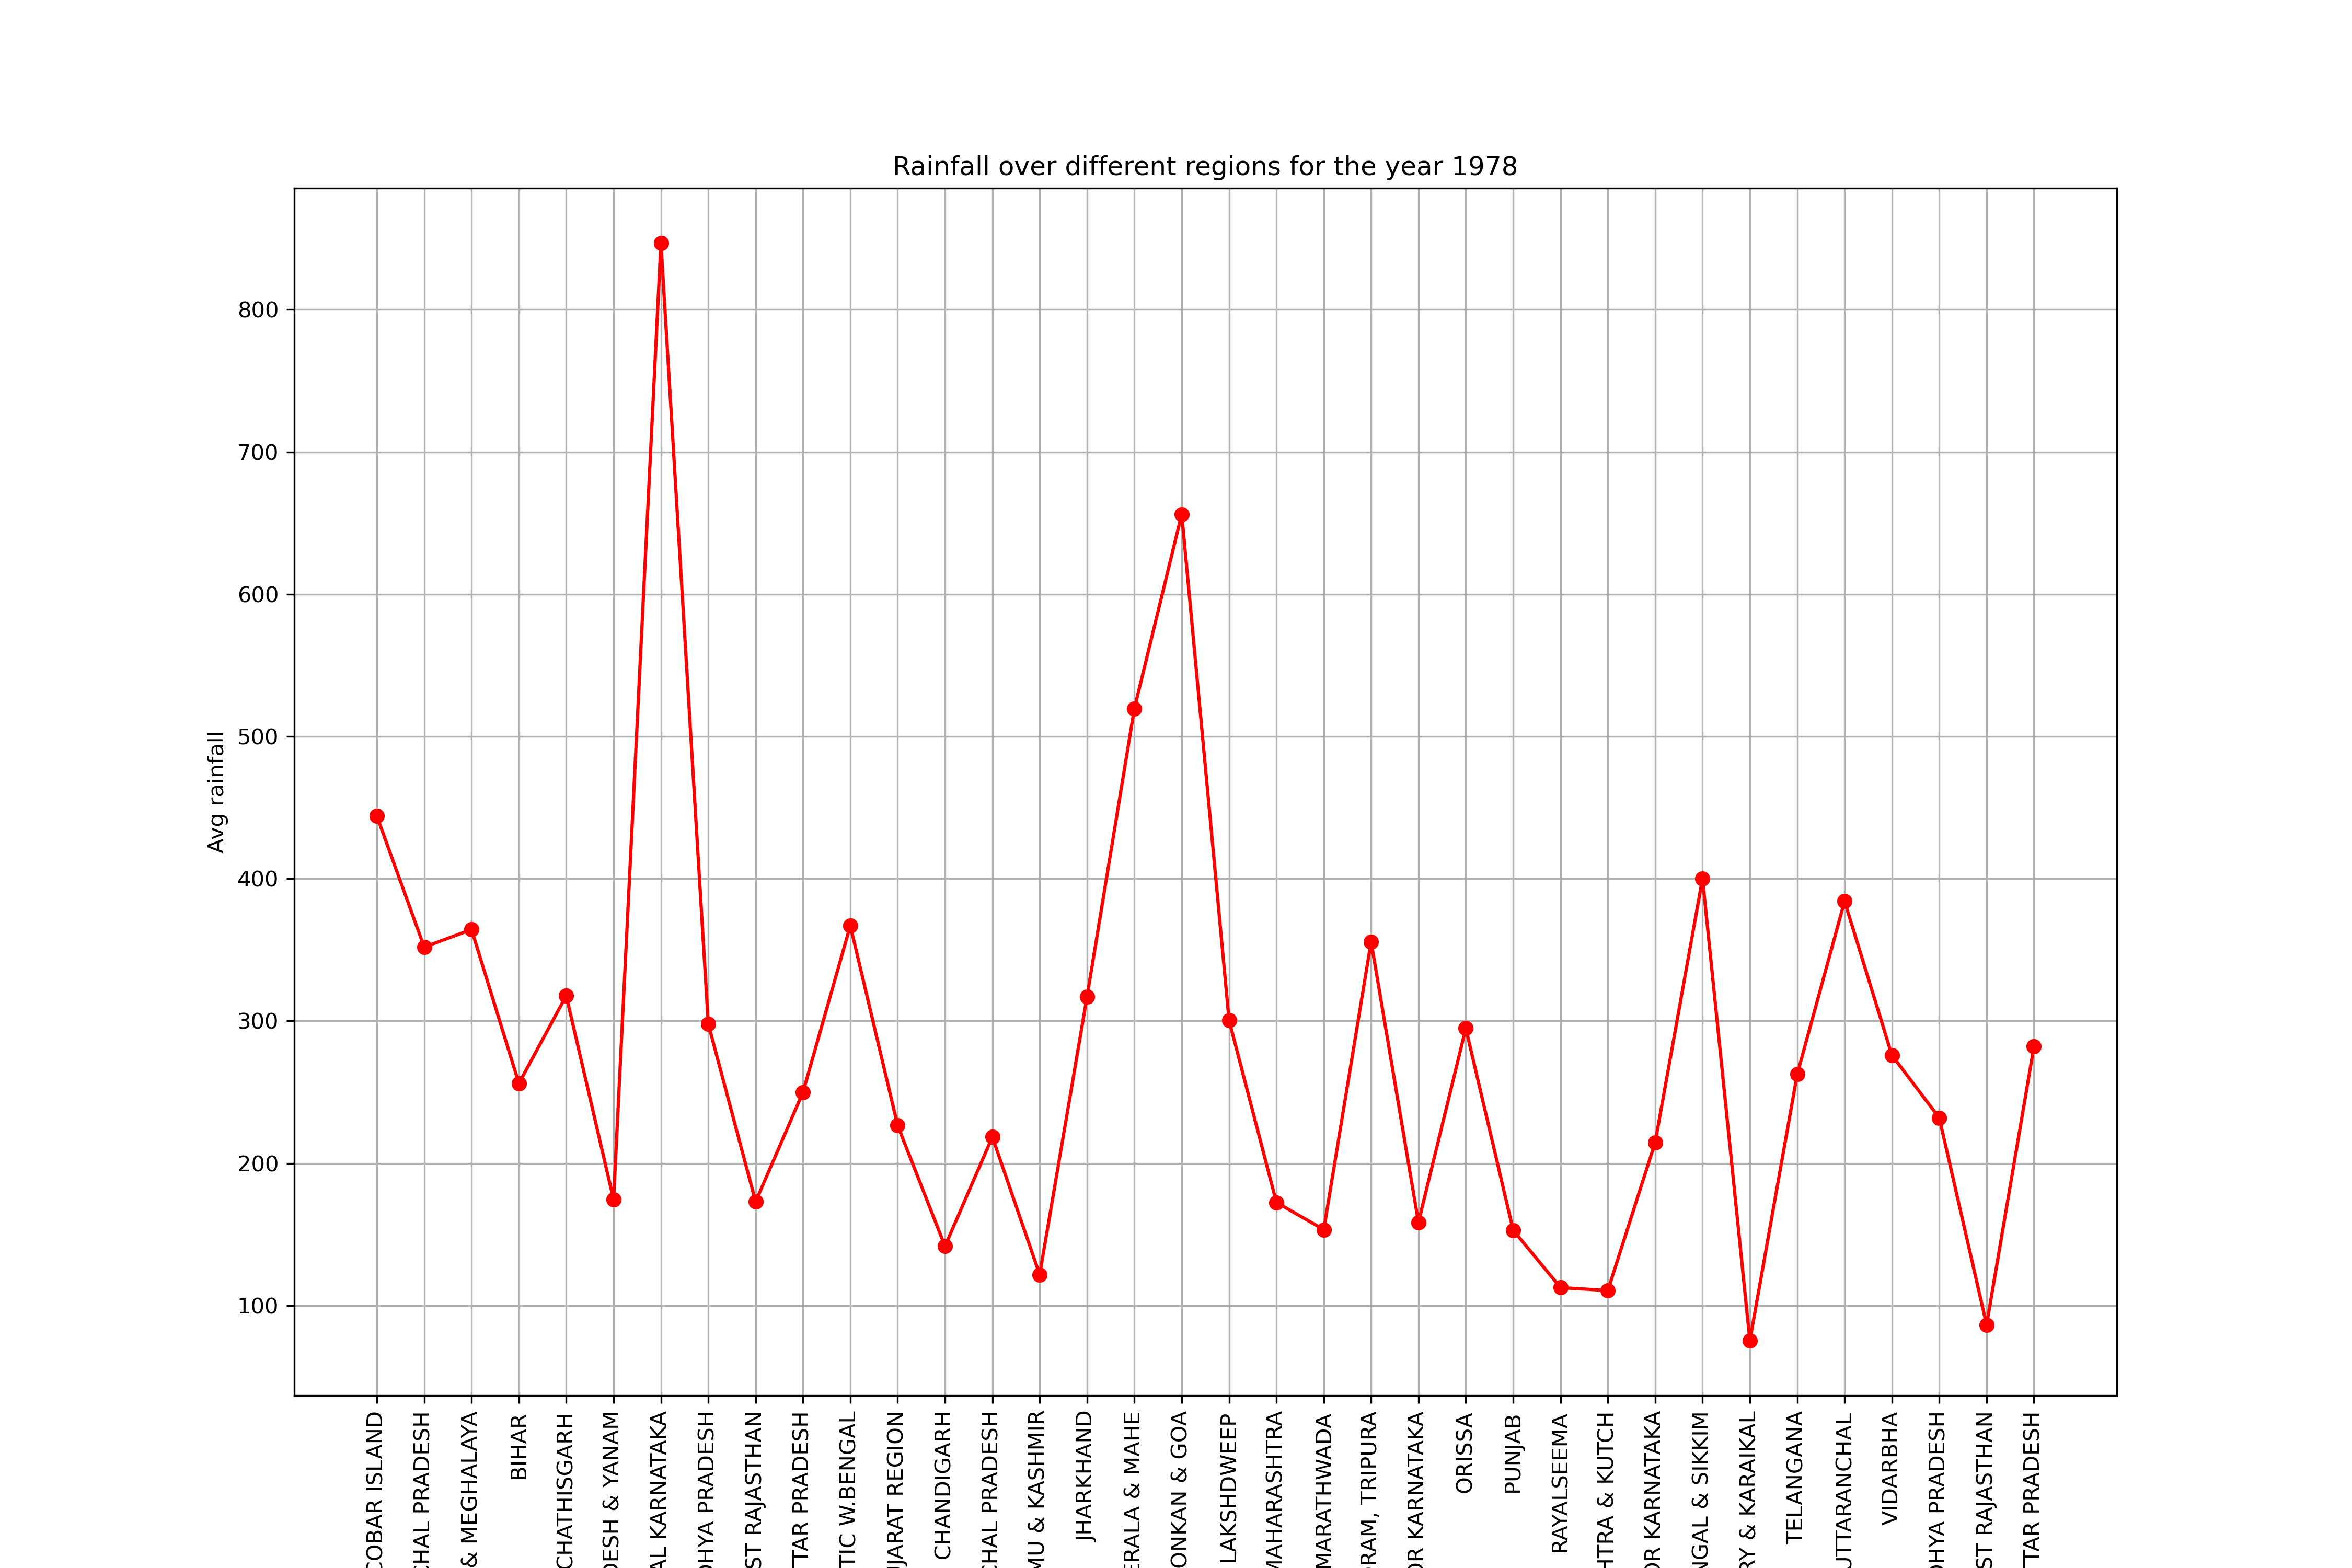 Rainfall over different regions for the year 1978
Avg rainfall
800
700
600
500
400
300
200
100
COBAR ISLAND
CHAL PRADESH
& MEGHALAYA
BIHAR
CHATHISGARH
DESH & YANAM
AL KARNATAKA
DHYA PRADESH
ST RAJASTHAN
TTAR PRADESH
TIC W.BENGAL
JARAT REGION
CHANDIGARH
CHAL PRADESH
MU & KASHMIR
JHARKHAND
ERALA & MAHE
ONKAN & GOA
LAKSHDWEEP
MAHARASHTRA
MARATHWADA
RAM, TRIPURA
OR KARNATAKA
ORISSA
PUNJAB
RAYALSEEMA
HTRA & KUTCH
OR KARNATAKA
NGAL & SIKKIM
RY & KARAIKAL
TELANGANA
UTTARANCHAL
VIDARBHA
DHYA PRADESH
ST RAJASTHAN
TTAR PRADESH